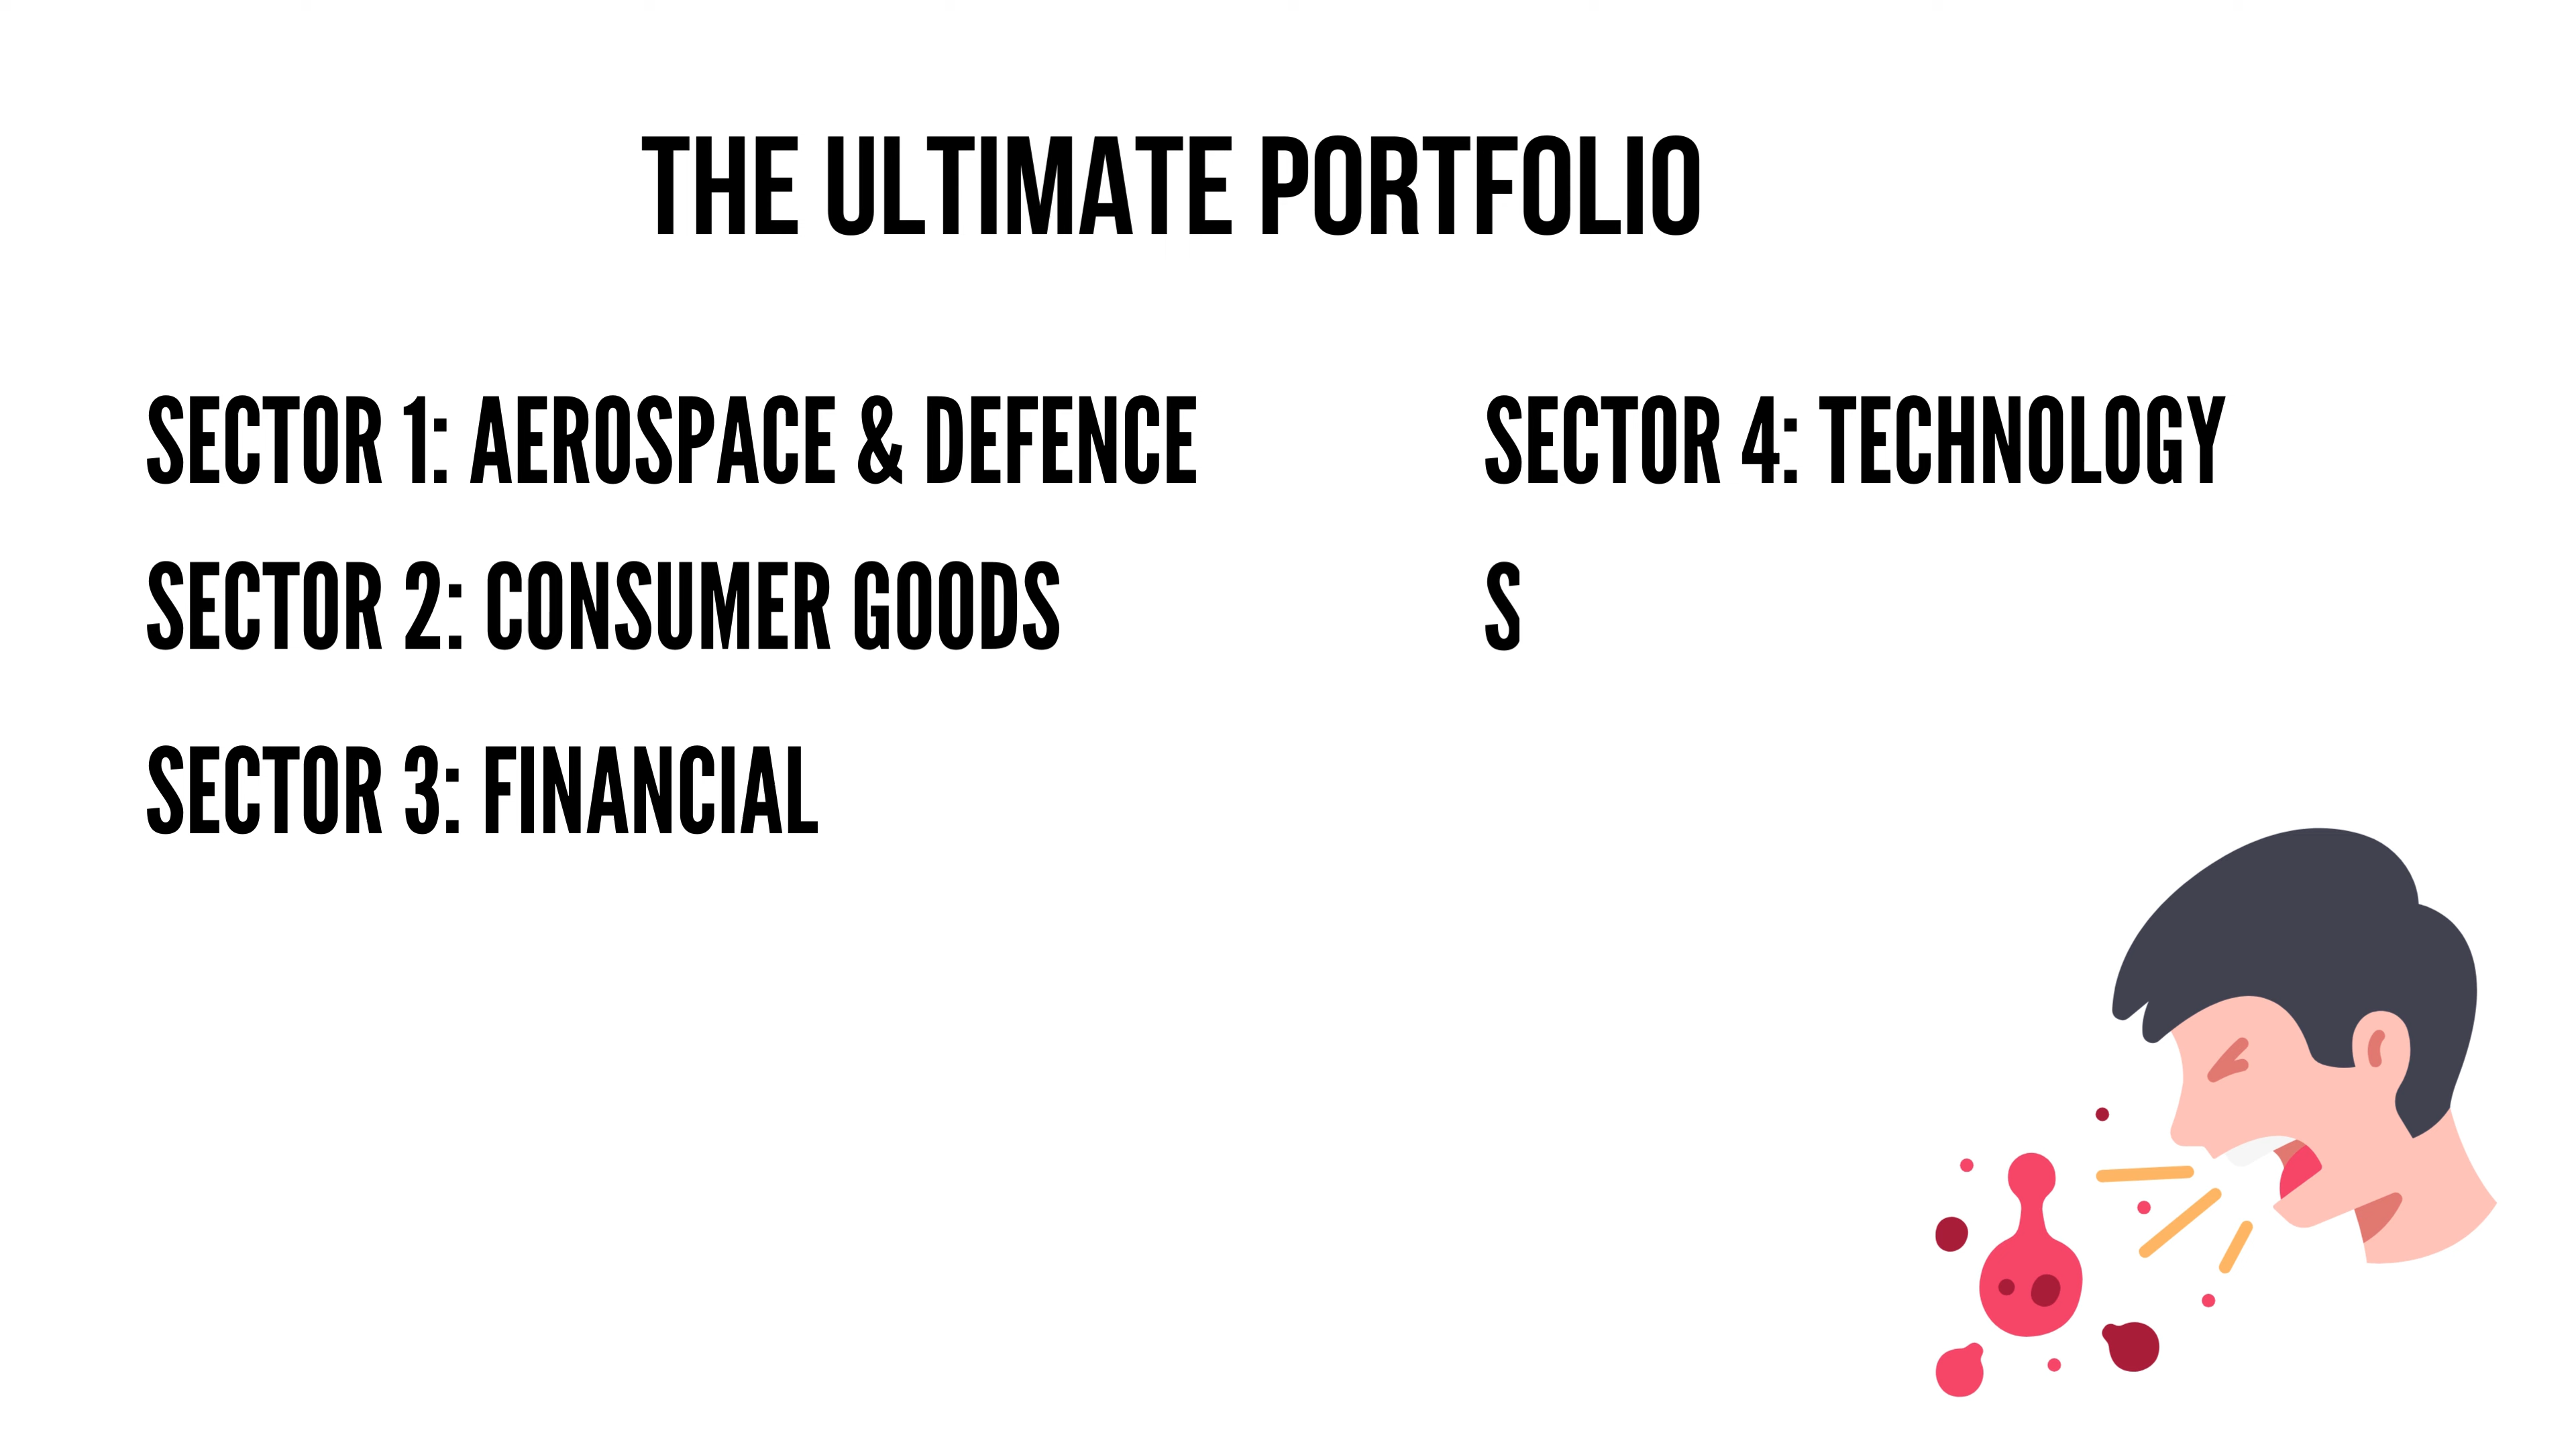 THE ULTIMATE PORTFOLIO
SECTOR 1: AEROSPACE & DEFENCE
SECTOR 2: CONSUMER GOODS
SECTOR 3: FINANCIAL
SECTOR 4: TECHNOLOGY
S